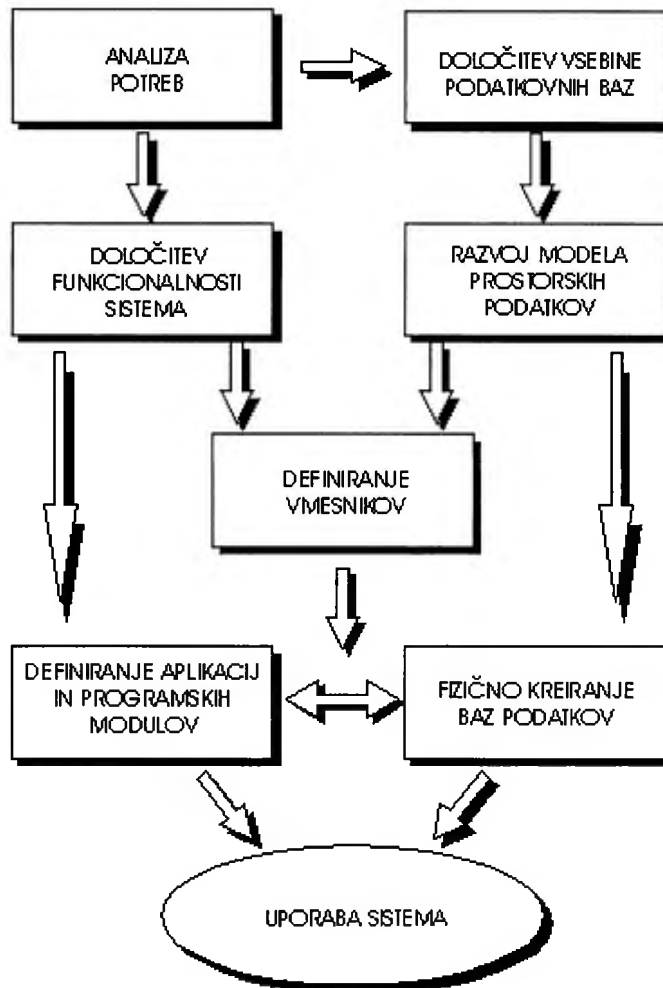 ANALIZA
POTREB
DOLOČITEV VSEBINE
PODATKOVNIH BAZ
DOLOČITEV
FUNKCIONALNOSTI
SISTEMA
RAZVOJ MODELA
PROSTORSKIH
PODATKOV
DEFINIRANJE
VMESNIKOV
DEFINIRANJE APLIKACIJ
IN PROGRAMSKIH
MODULOV
FIZIČNO KREIRANJE
BAZ PODATKOV
UPORABA SISTEMA